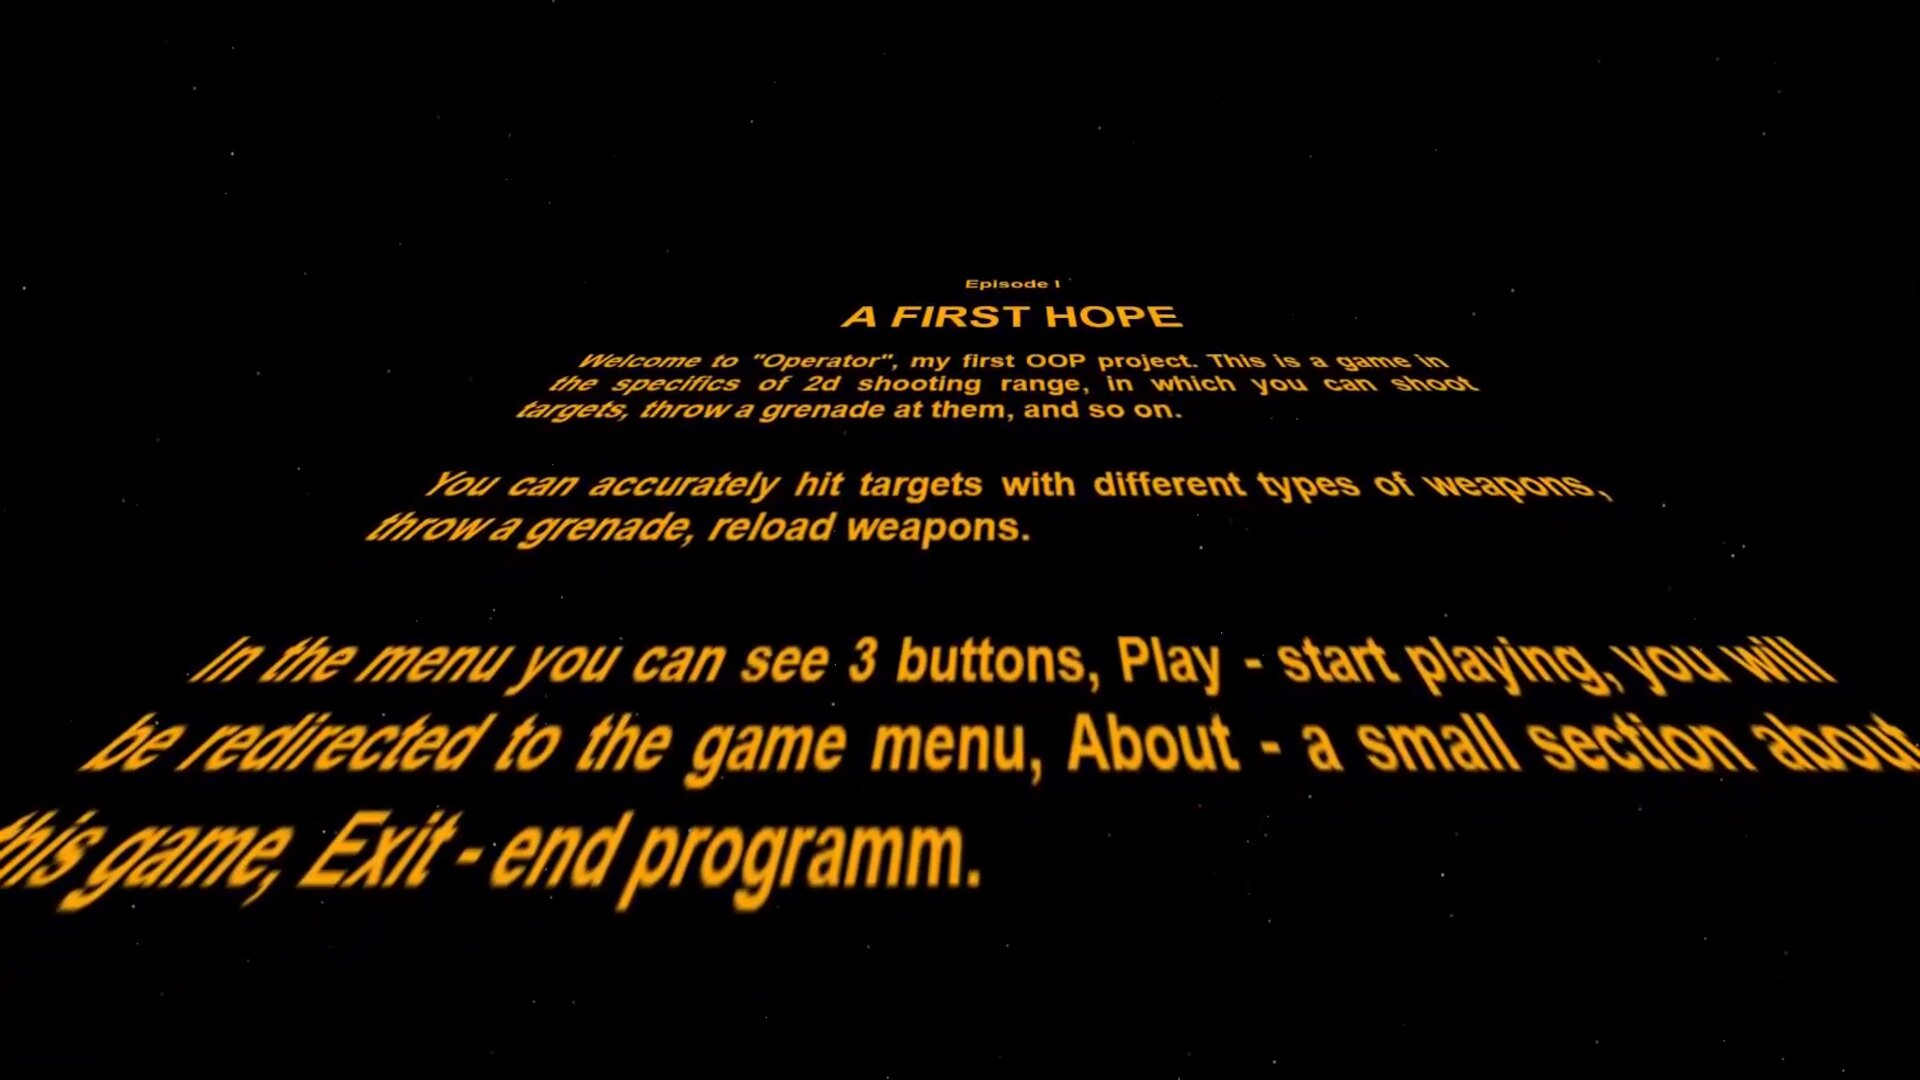 Episode I
A FIRST HOPE
Welcome to "Operator", my first OOP project. This is a game in
the specifics of 2d shooting range, in which you can shoot
targets, throw a grenade at them, and so on.
You can accurately hit targets with different types of weapons,
throw a grenade, reload weapons.
In the menu you can see 3 buttons, Play - start playing, you will
be redirected to the game menu, About - a small section about
this game, Exit - end programm.